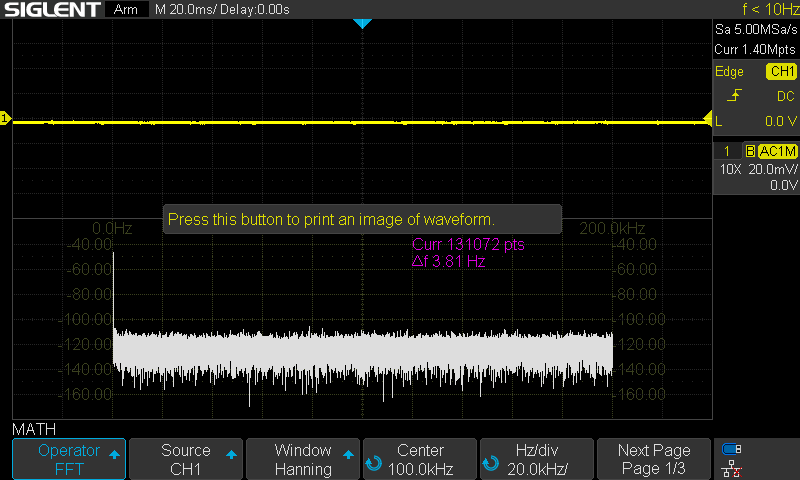 SIGLENT Arm M 20.0ms/ Delay:0.00s f < 10Hz
Sa 5.00MSa/s
Curr 1.40Mpts
Edge CH1
DC
L 0.0 V
1 B AC1M
10X 20.0mV/
0.0V
1
Press this button to print an image of waveform.
0.0Hz 200.0kHz
Curr 131072 pts
Δf 3.81 Hz
-40.00 -40.00
-60.00 -60.00
-80.00 -80.00
-100.00 -100.00
-120.00 -120.00
-140.00 -140.00
-160.00 -160.00
MATH
Operator Source Window Center Hz/div Next Page
FFT CH1 Hanning 100.0kHz 20.0kHz/ Page 1/3